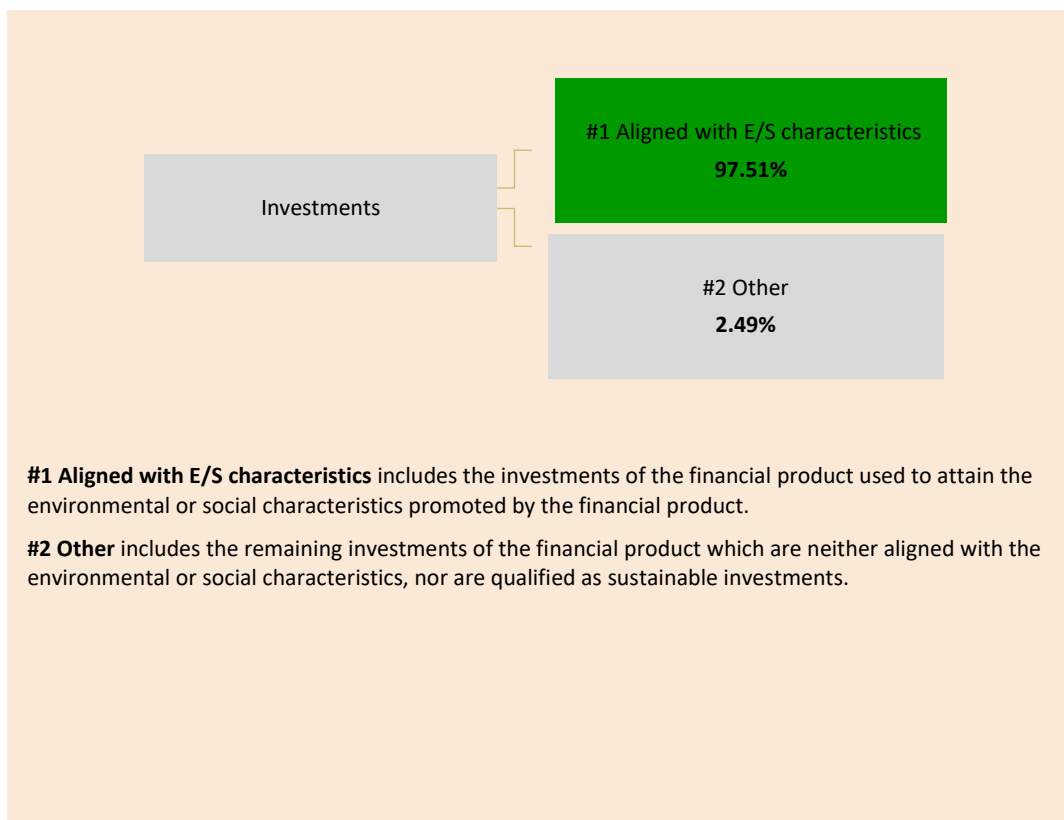 #1 Aligned with E/S characteristics
97.51%
Investments
#2 Other
2.49%
#1 Aligned with E/S characteristics includes the investments of the financial product used to attain the
environmental or social characteristics promoted by the financial product.
#2 Other includes the remaining investments of the financial product which are neither aligned with the
environmental or social characteristics, nor are qualified as sustainable investments.